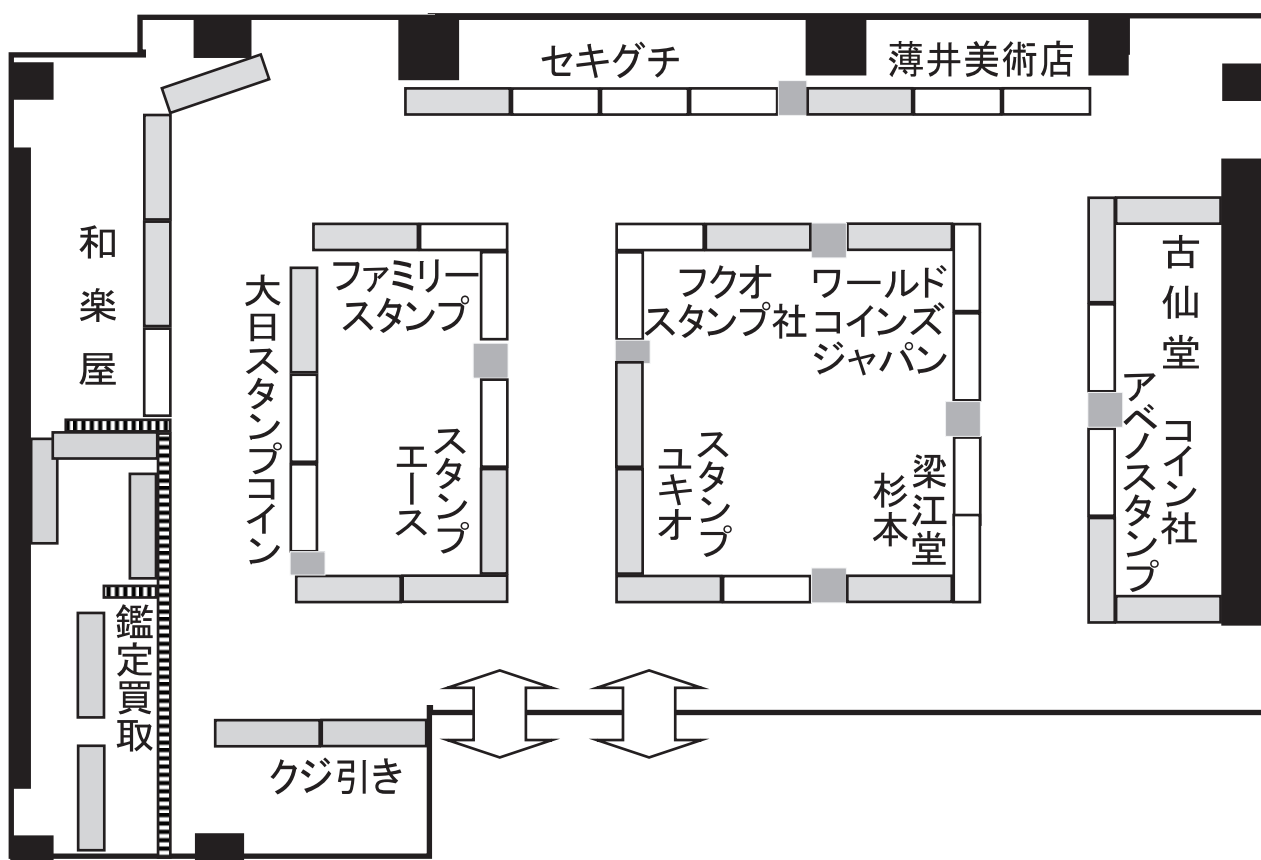 セキグチ
薄井美術店
和楽屋
大日スタンプコイン
ファミリー
スタンプ
スタンプ
エース
フクオ
スタンプ社
ワールド
コインズ
ジャパン
スタンプ
ユキオ
梁江堂
杉本
古仙堂
コイン社
アベノスタンプ
鑑定買取
クジ引き